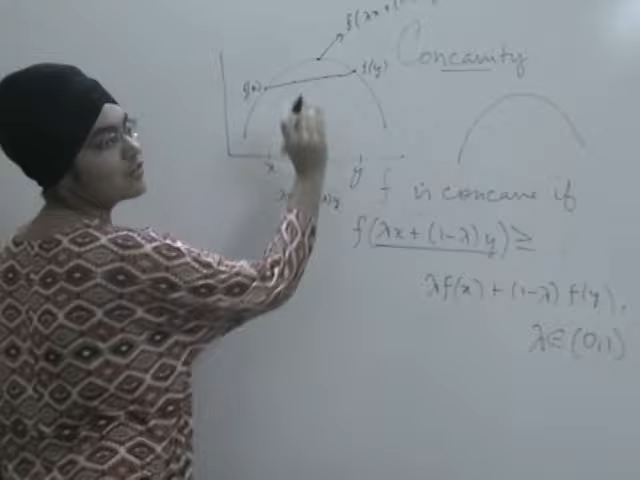 f(λx+(1
Concavity
f(x)
f(y)
x
y
f is concave if
f(λx + (1-λ) y) ≥
λf(x) + (1-λ) f(y),
λ ∈ (0,1)